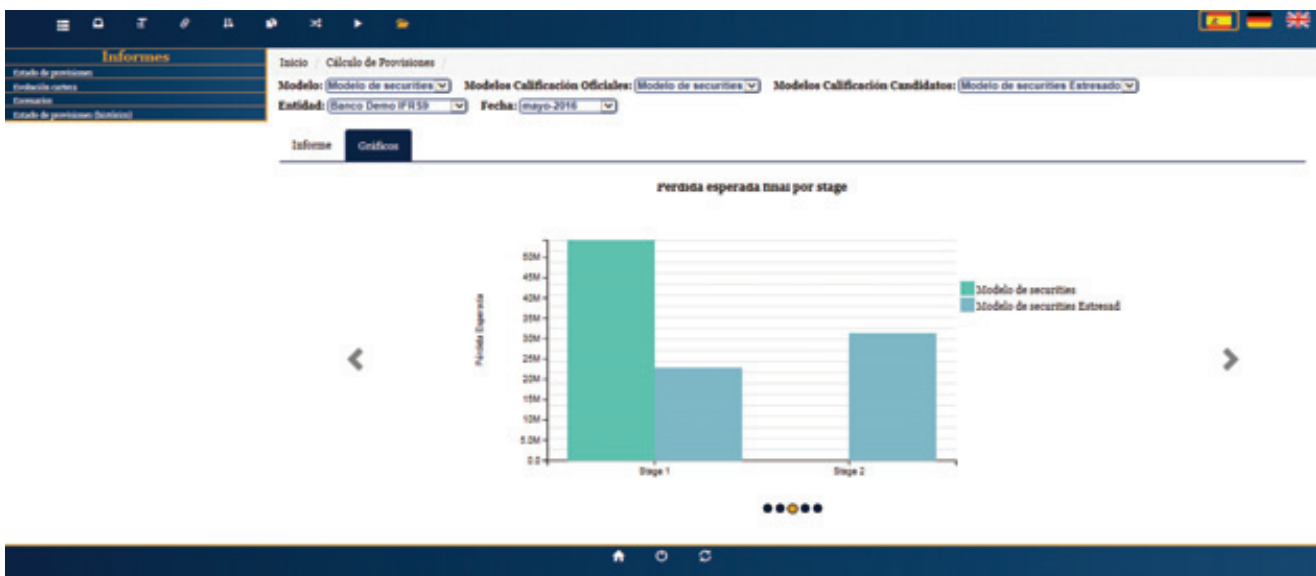 Informes
Estado de provisiones
Evolución cartera
Escenarios
Estado de provisiones (histórico)
Inicio / Cálculo de Provisiones /
Modelo: Modelo de securities Modelos Calificación Oficiales: Modelo de securities Modelos Calificación Candidatos: Modelo de securities Estresado
Entidad: Banco Demo IFRS9 Fecha: mayo-2016
Informe Gráficos
Pérdida esperada final por stage
Pérdida Esperada
50M
45M
40M
35M
30M
25M
20M
15M
10M
5.0M
0.0
Stage 1 Stage 2
Modelo de securities
Modelo de securities Estresad